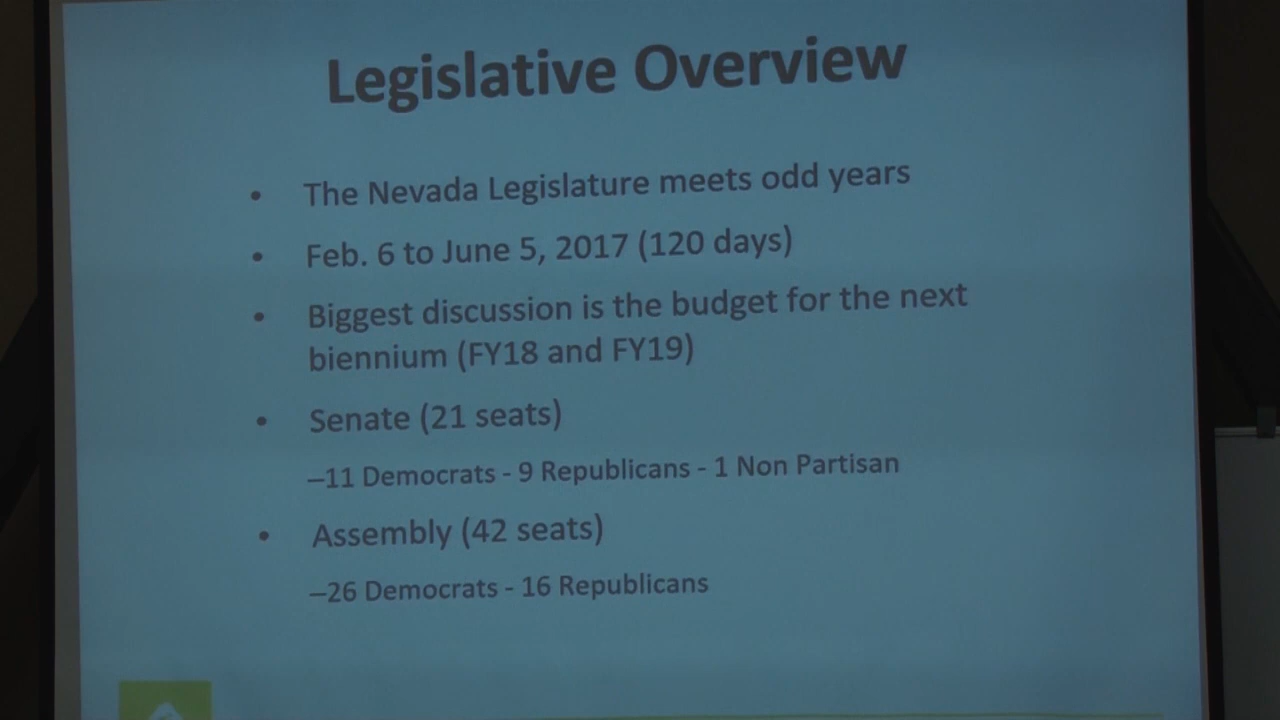 Legislative Overview
• The Nevada Legislature meets odd years
• Feb. 6 to June 5, 2017 (120 days)
• Biggest discussion is the budget for the next
biennium (FY18 and FY19)
• Senate (21 seats)
–11 Democrats - 9 Republicans - 1 Non Partisan
• Assembly (42 seats)
–26 Democrats - 16 Republicans